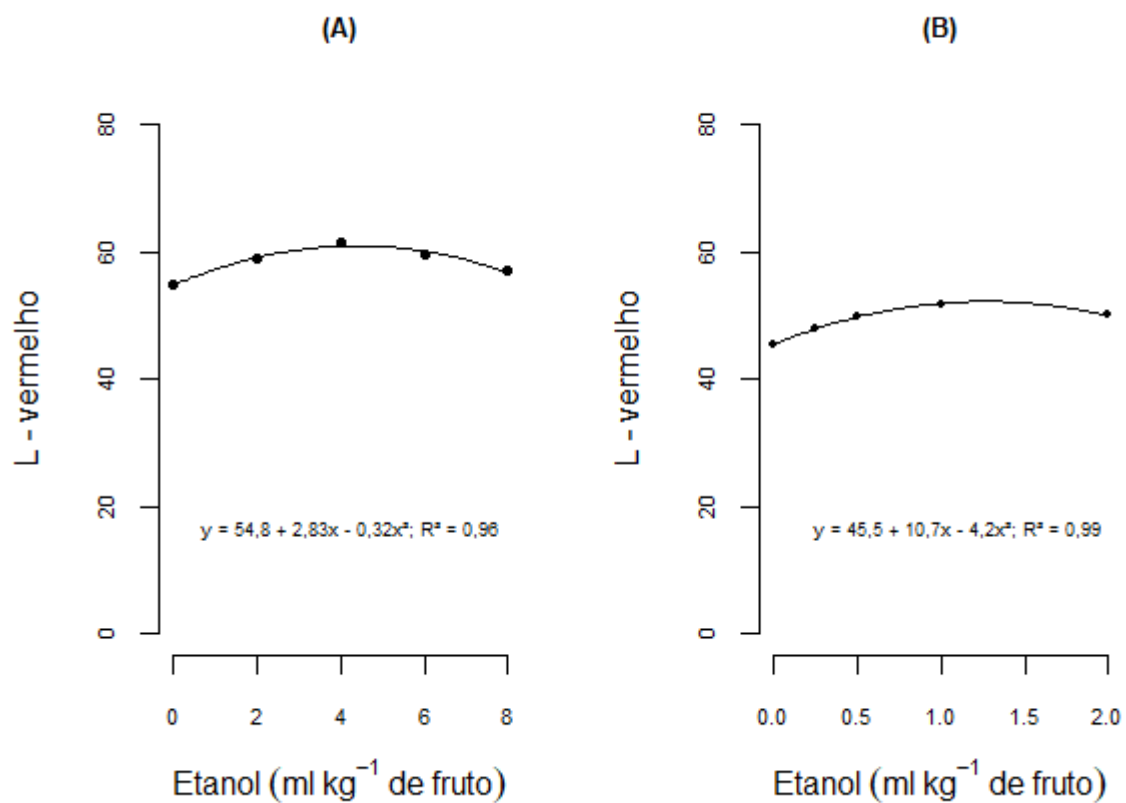 (A)
80
60
40
20
0
L - vermelho
y = 54,8 + 2,83x - 0,32x²; R² = 0,96
0 2 4 6 8
Etanol (ml kg⁻¹ de fruto)
(B)
80
60
40
20
0
L - vermelho
y = 45,5 + 10,7x - 4,2x²; R² = 0,99
0.0 0.5 1.0 1.5 2.0
Etanol (ml kg⁻¹ de fruto)